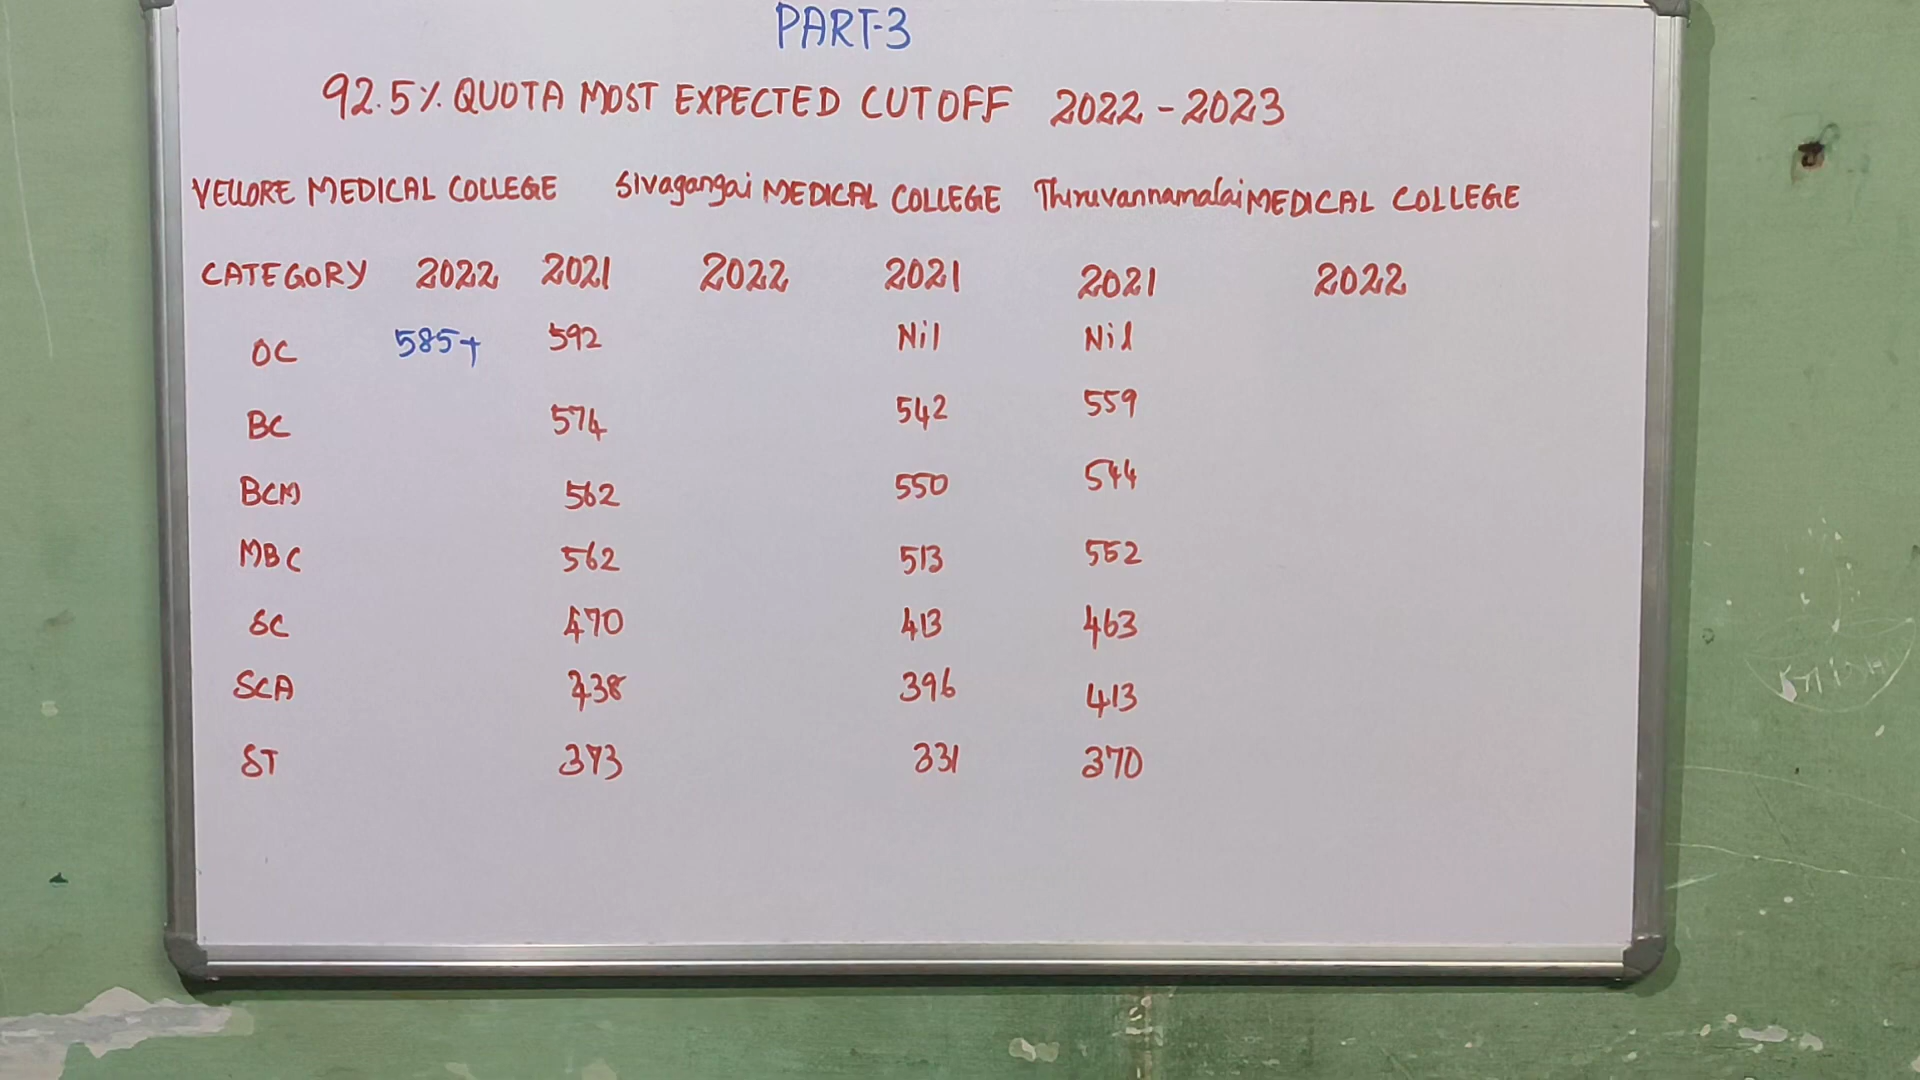 PART-3
92.5% QUOTA MOST EXPECTED CUTOFF 2022-2023
VELLORE MEDICAL COLLEGE Sivagangai MEDICAL COLLEGE Thiruvannamalai MEDICAL COLLEGE
CATEGORY 2022 2021 2022 2021 2021 2022
OC 585+ 592 Nil Nil
BC 574 542 559
BCM 562 550 544
MBC 562 513 552
SC 470 413 463
SCA 438 396 413
ST 373 331 370